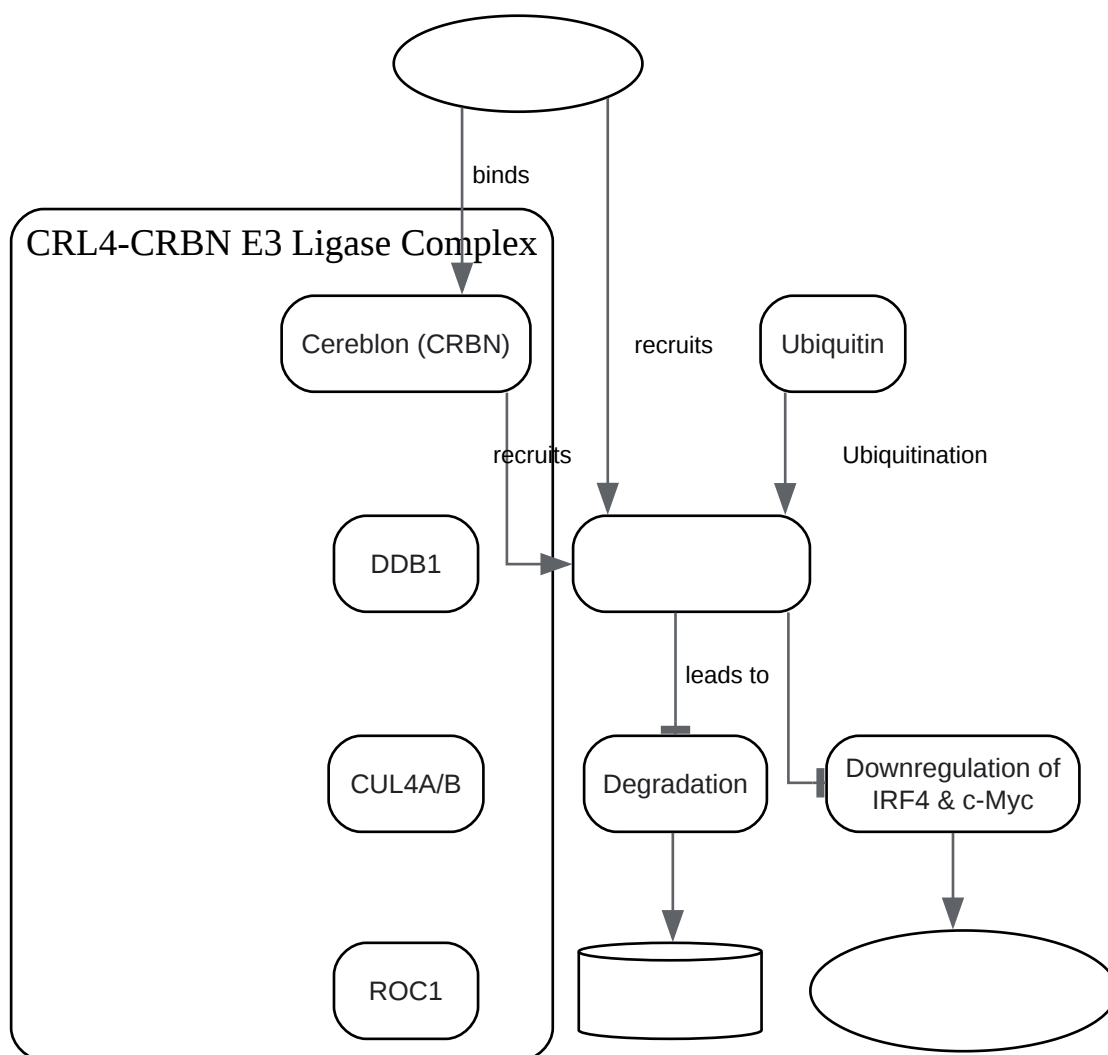 binds
CRL4-CRBN E3 Ligase Complex
Cereblon (CRBN)
recruits
Ubiquitin
recruits
Ubiquitination
DDB1
leads to
CUL4A/B
Degradation
Downregulation of
IRF4 & c-Myc
ROC1